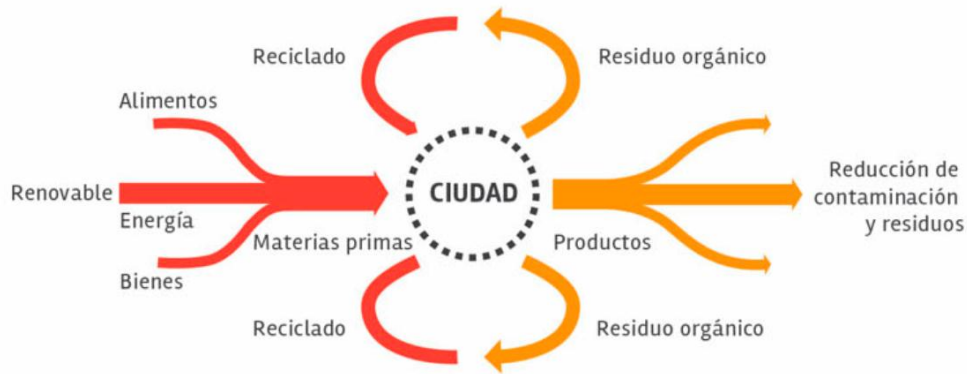 Reciclado
Residuo orgánico
Alimentos
Renovable
CIUDAD
Reducción de
contaminación
y residuos
Energía
Materias primas
Productos
Bienes
Reciclado
Residuo orgánico